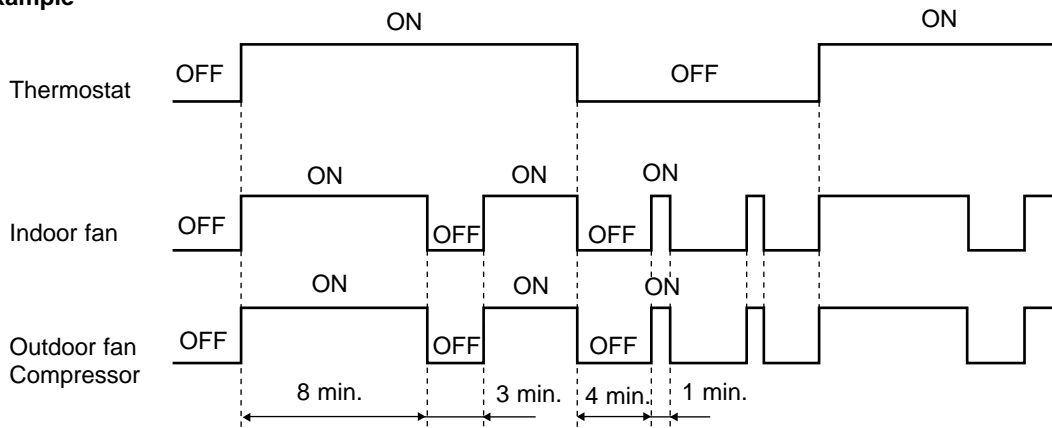 ample
ON
ON
Thermostat
OFF
OFF
ON
ON
ON
Indoor fan
OFF
OFF
OFF
ON
ON
ON
Outdoor fan
Compressor
OFF
OFF
OFF
8 min.
3 min.
4 min.
1 min.